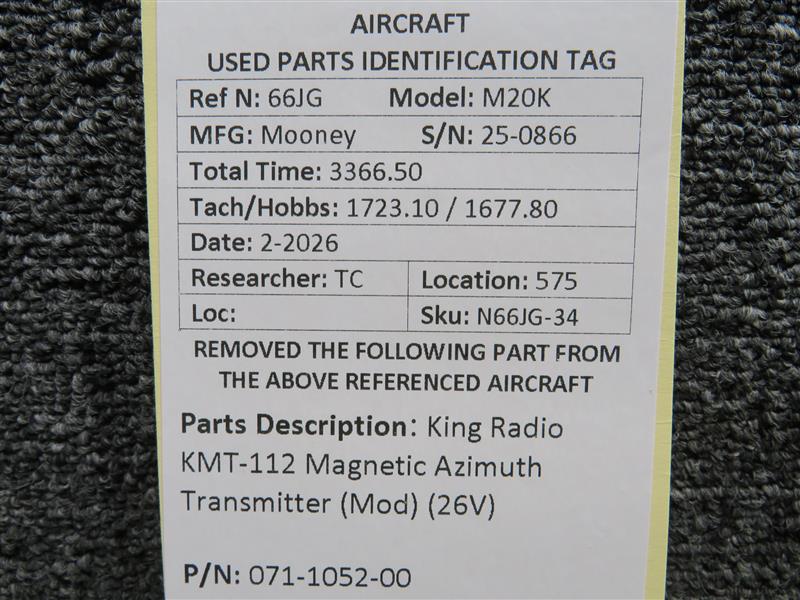 AIRCRAFT
USED PARTS IDENTIFICATION TAG
Ref N: 66JG Model: M20K
MFG: Mooney S/N: 25-0866
Total Time: 3366.50
Tach/Hobbs: 1723.10 / 1677.80
Date: 2-2026
Researcher: TC Location: 575
Loc: Sku: N66JG-34
REMOVED THE FOLLOWING PART FROM
THE ABOVE REFERENCED AIRCRAFT
Parts Description: King Radio
KMT-112 Magnetic Azimuth
Transmitter (Mod) (26V)
P/N: 071-1052-00